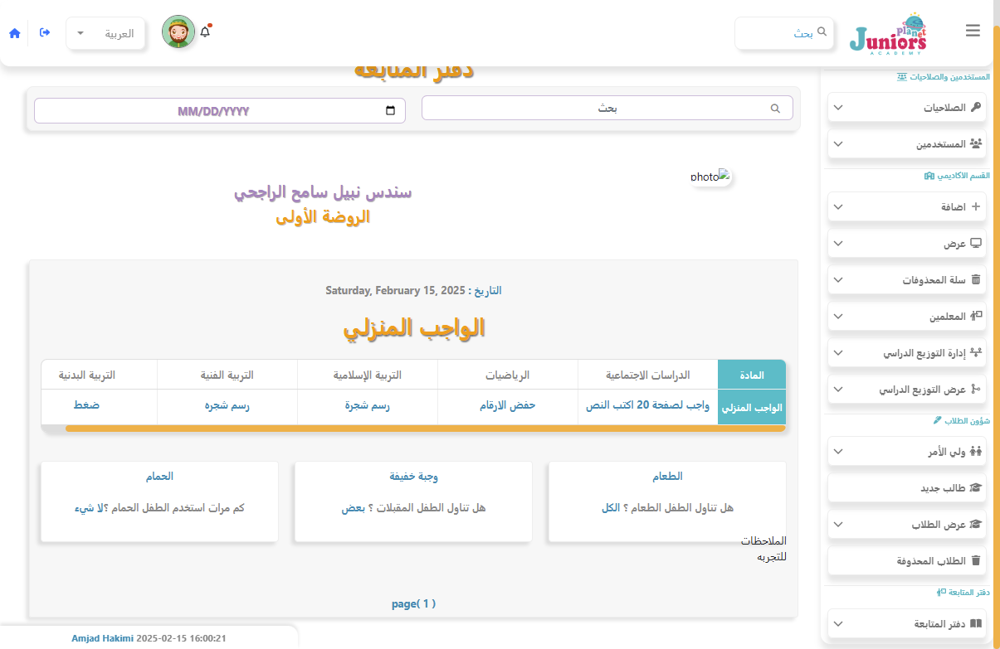 planet
Juniors
ACADEMY
بحث
العربية
المستخدمين والصلاحيات
الصلاحيات
المستخدمين
القسم الاكاديمي
اضافة
عرض
سلة المحذوفات
المعلمين
إدارة التوزيع الدراسي
عرض التوزيع الدراسي
شؤون الطلاب
ولي الأمر
طالب جديد
عرض الطلاب
الطلاب المحذوفة
دفتر المتابعة
دفتر المتابعة
دفتر المتابعة
بحث
MM/DD/YYYY
photo
سندس نبيل سامح الراجحي
الروضة الأولى
التاريخ : Saturday, February 15, 2025
الواجب المنزلي
المادة الدراسات الاجتماعية الرياضيات التربية الإسلامية التربية الفنية التربية البدنية
الواجب المنزلي واجب لصفحة 20 اكتب النص حفض الارقام رسم شجرة رسم شجره ضغط
الطعام
هل تناول الطفل الطعام ؟ الكل
وجبة خفيفة
هل تناول الطفل المقبلات ؟ بعض
الحمام
كم مرات استخدم الطفل الحمام ؟لا شيء
الملاحظات
للتجربه
page( 1 )
Amjad Hakimi 2025-02-15 16:00:21